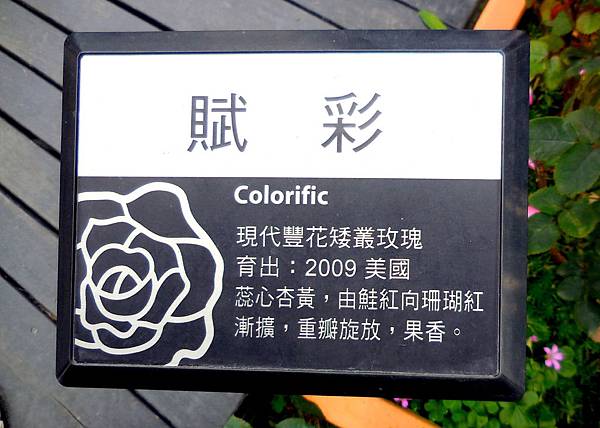 賦彩
Colorific
現代豐花矮叢玫瑰
育出：2009 美國
蕊心杏黃，由鮭紅向珊瑚紅
漸擴，重瓣旋放，果香。